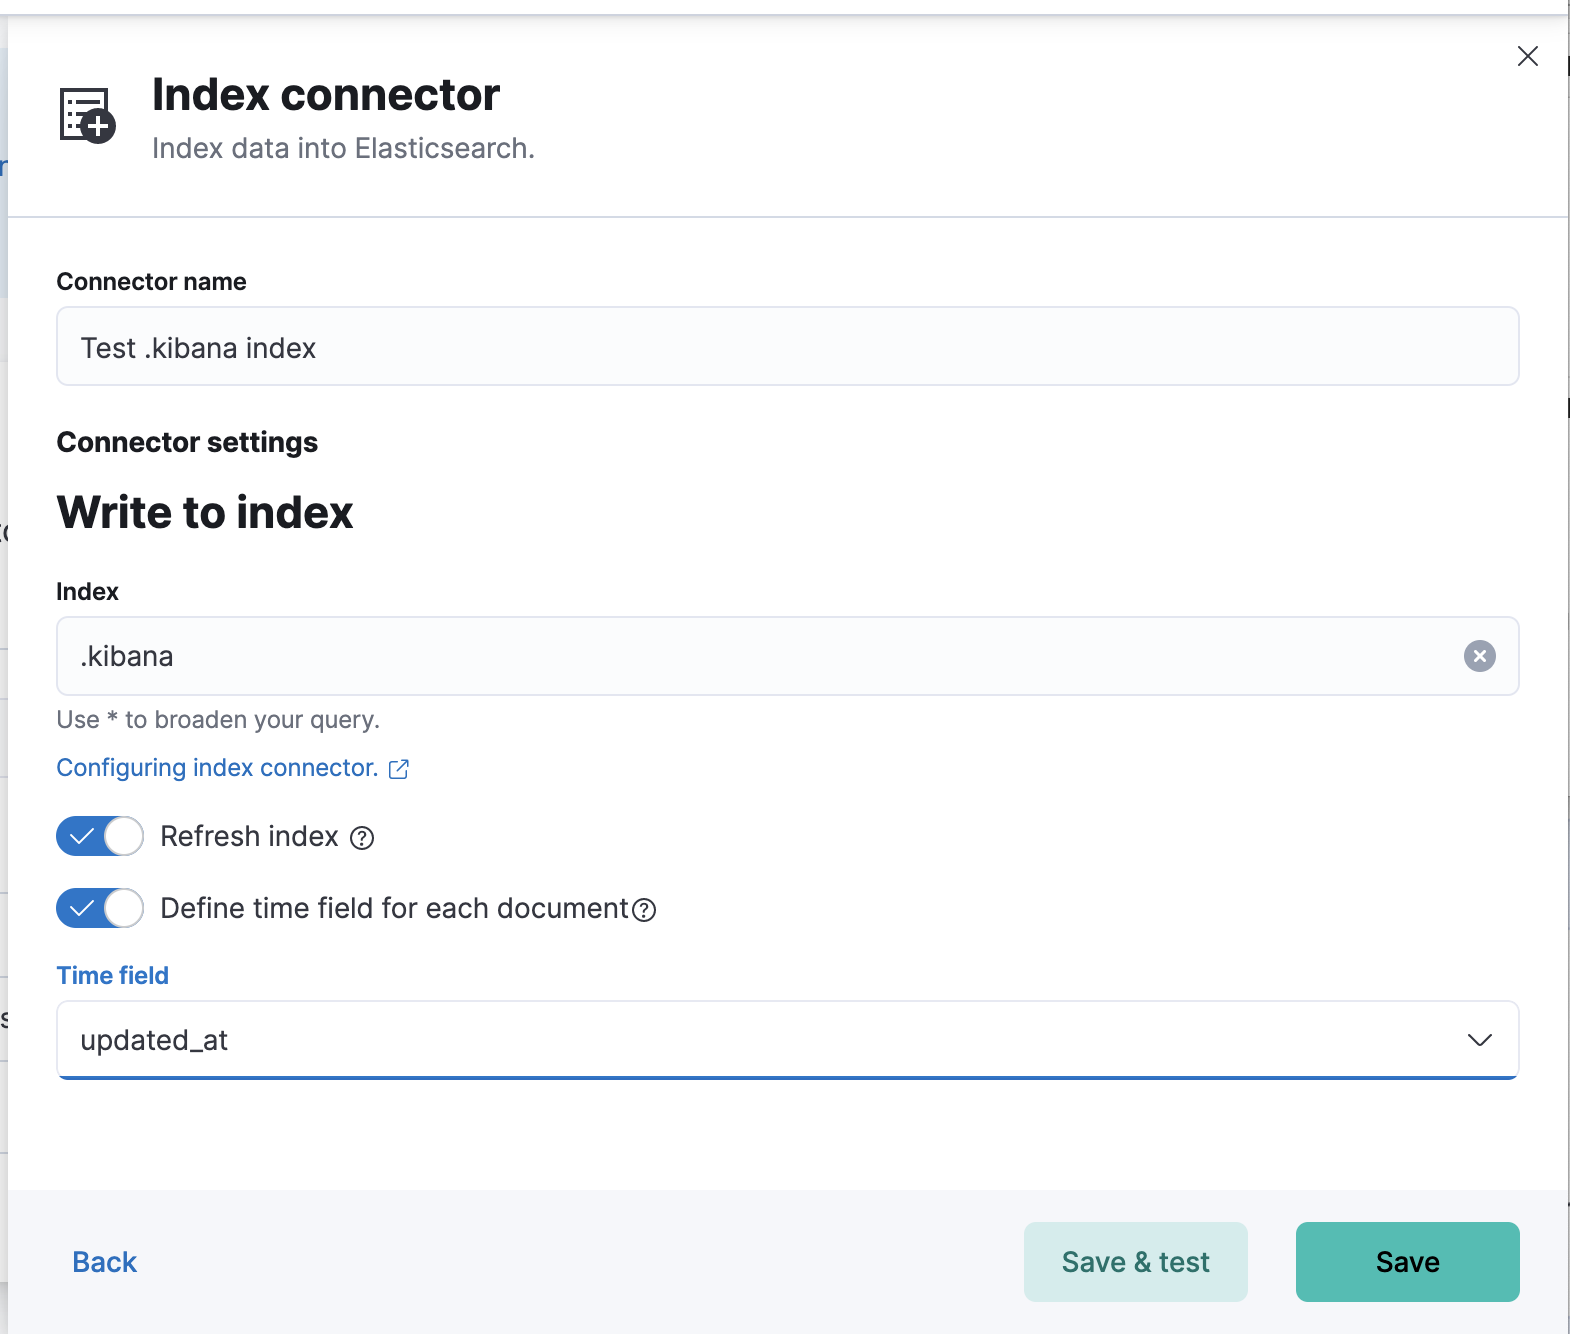 Index connector
Index data into Elasticsearch.
Connector name
Test .kibana index
Connector settings
Write to index
Index
.kibana
Use * to broaden your query.
Configuring index connector.
Refresh index
Define time field for each document
Time field
updated_at
Back
Save & test
Save